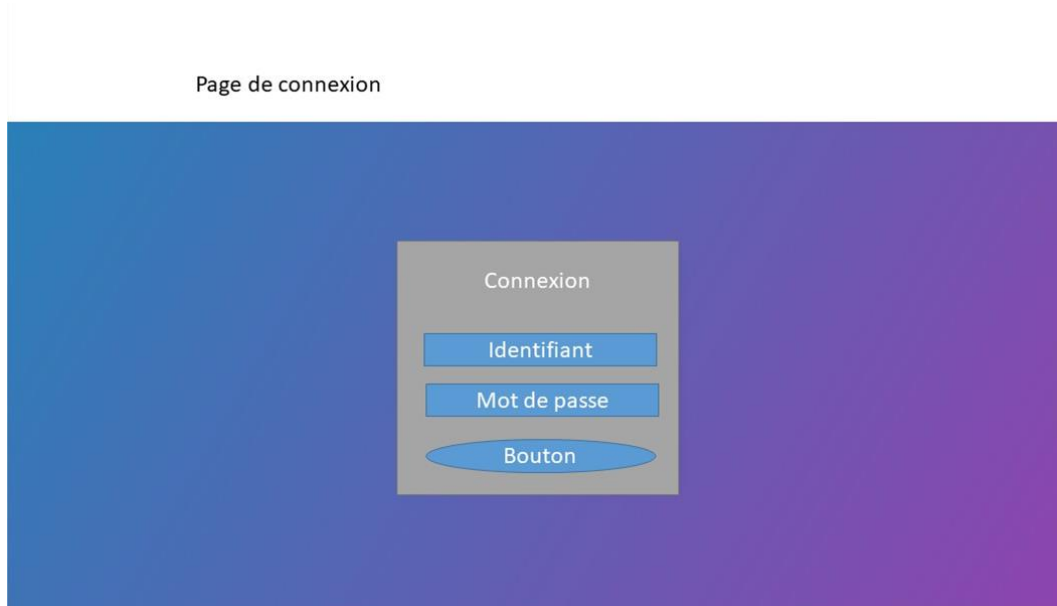 Page de connexion
Connexion
Identifiant
Mot de passe
Bouton